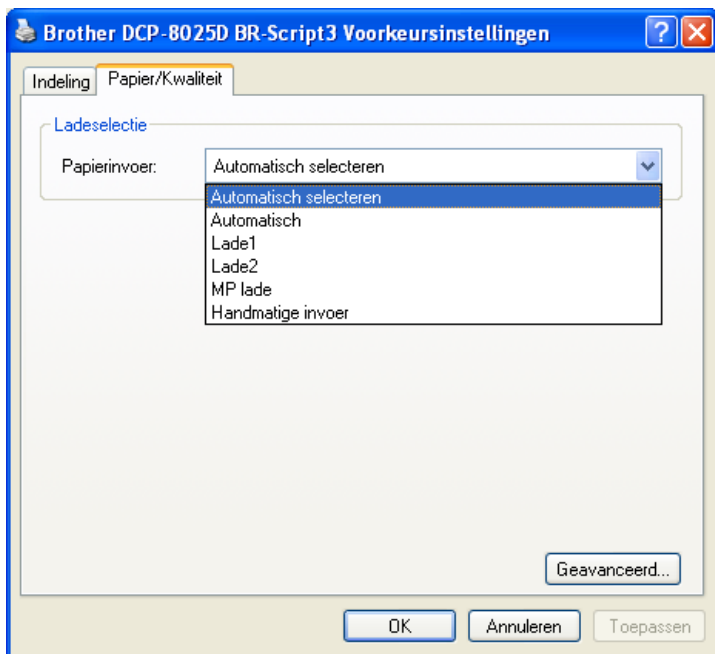 Brother DCP-8025D BR-Script3 Voorkeursinstellingen
Indeling Papier/Kwaliteit
Ladeselectie
Papierinvoer: Automatisch selecteren
Automatisch selecteren
Automatisch
Lade1
Lade2
MP lade
Handmatige invoer
Geavanceerd...
OK Annuleren Toepassen